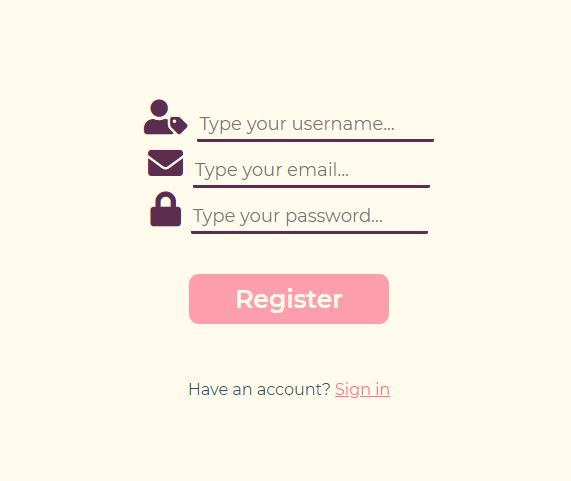 Type your username...
Type your email...
Type your password...
Register
Have an account? Sign in